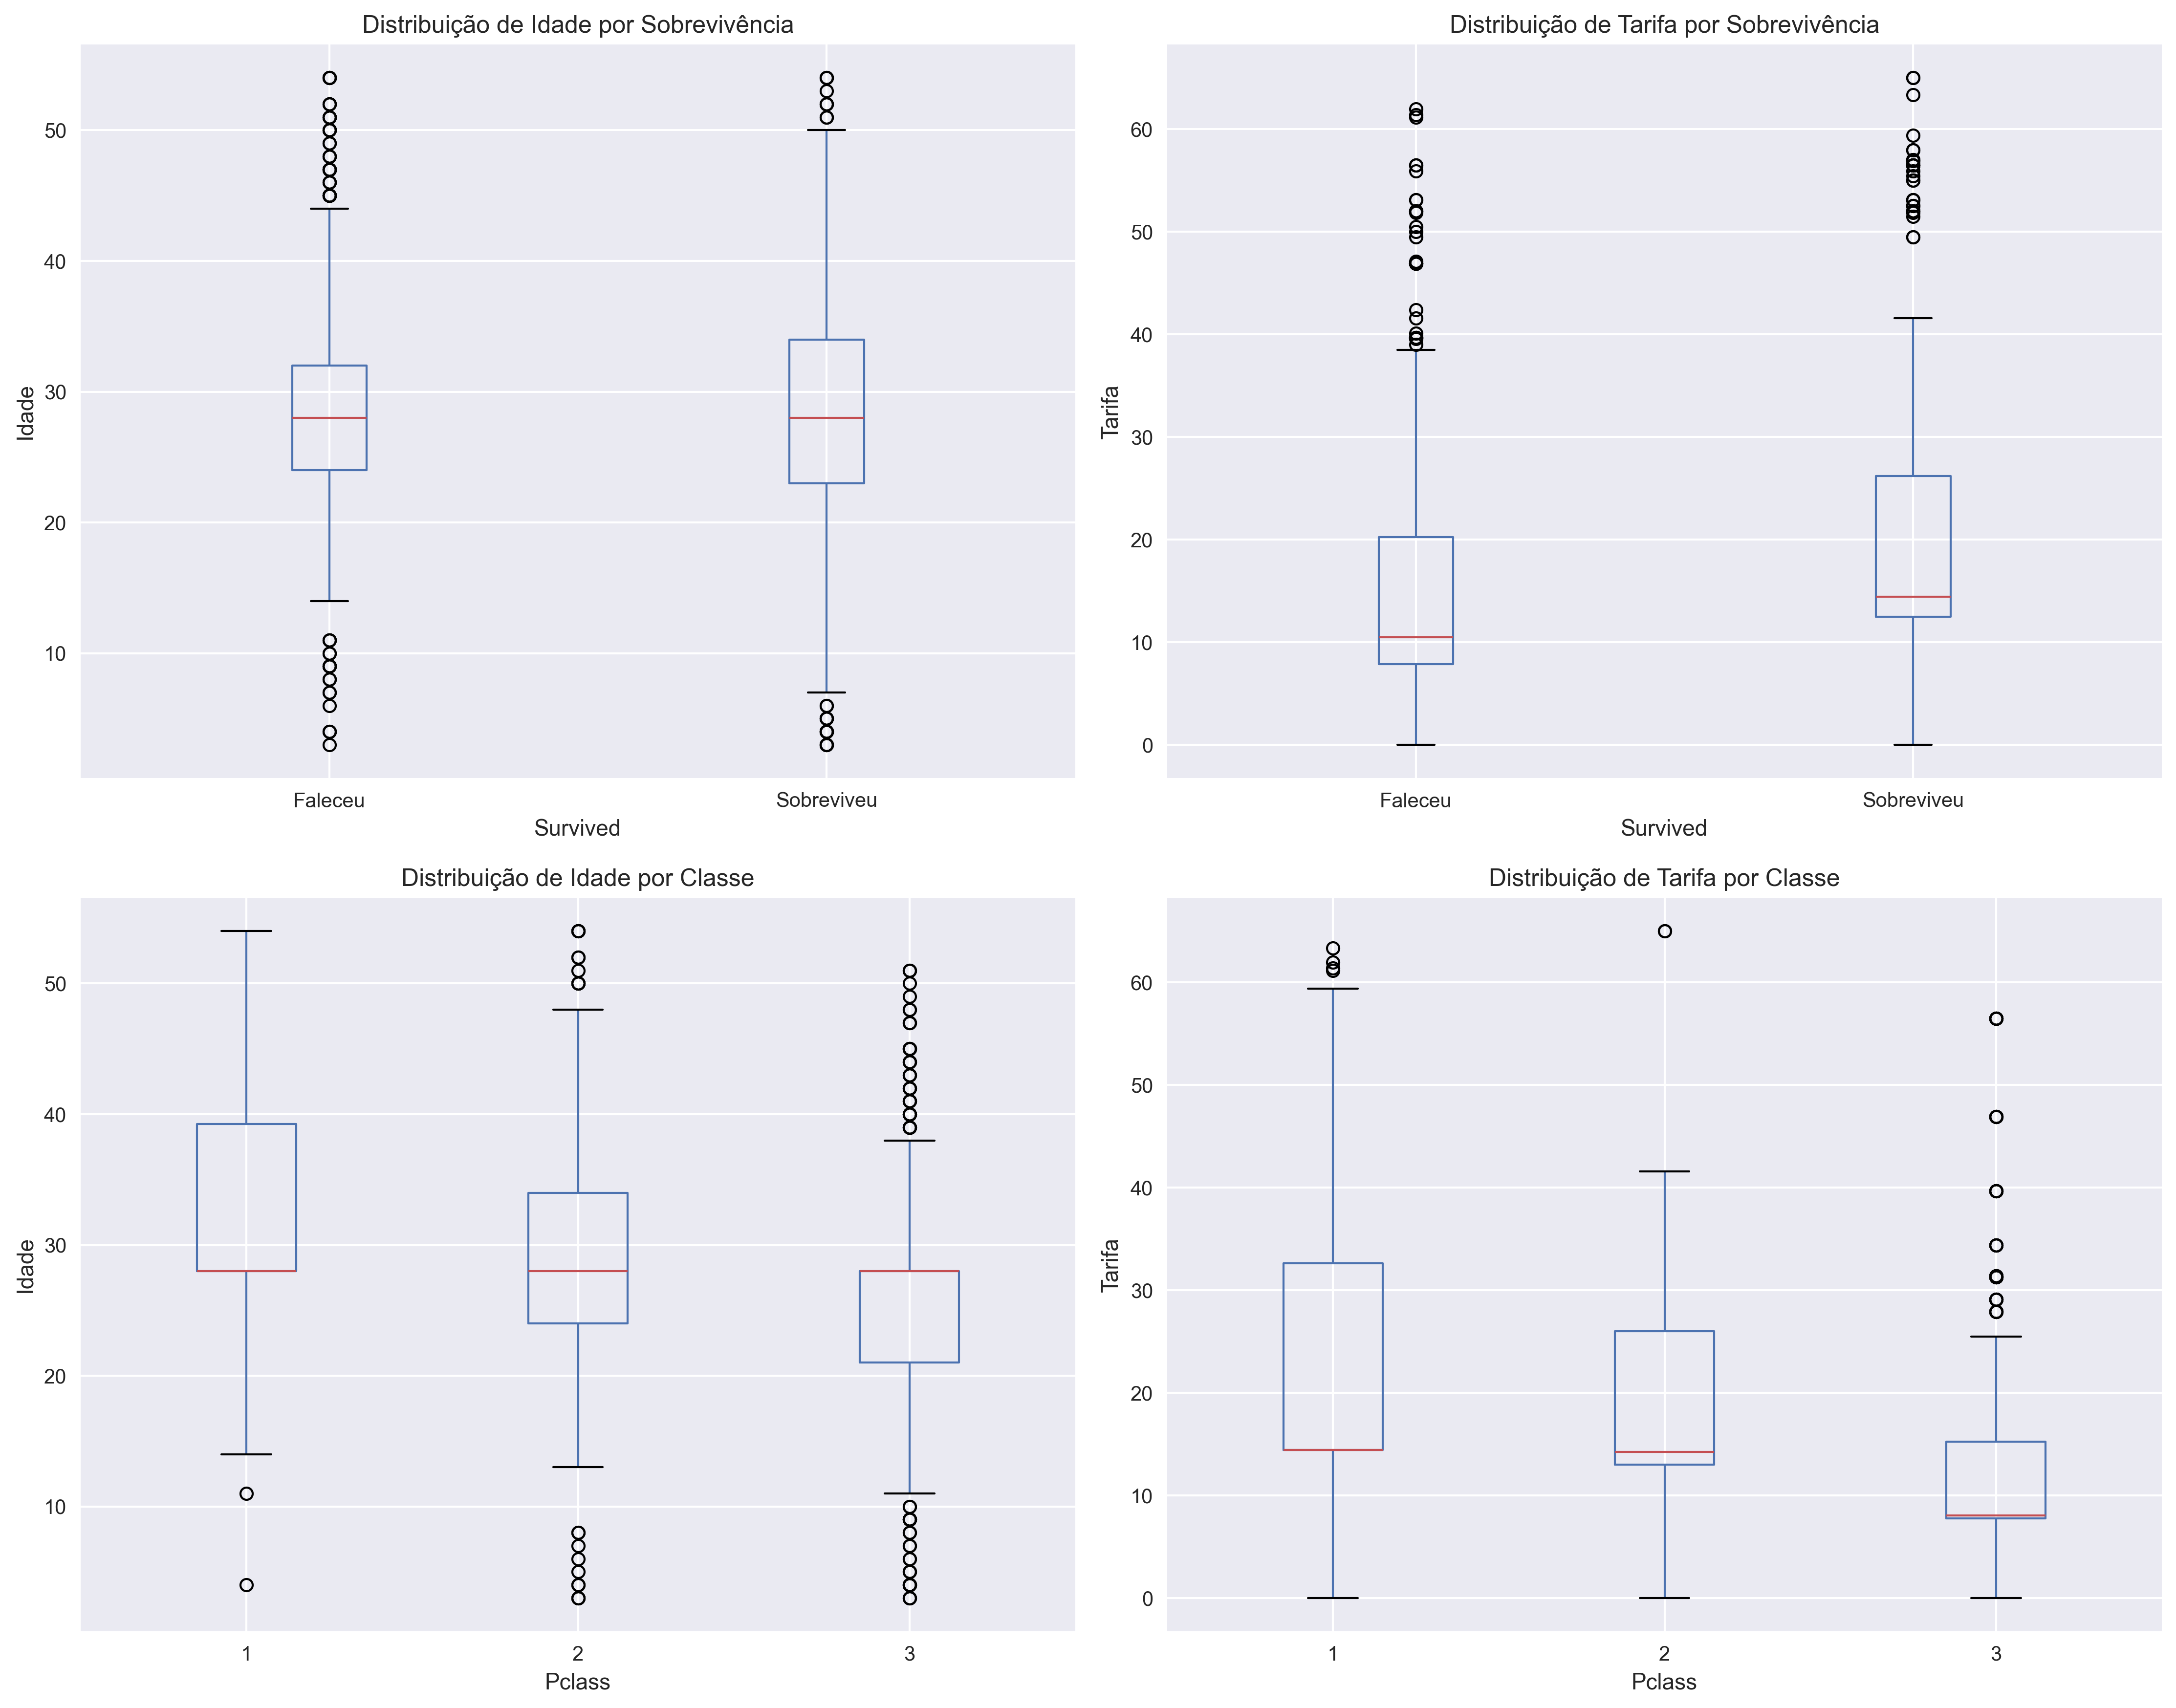 Distribuição de Idade por Sobrevivência
Idade
50
40
30
20
10
Faleceu
Sobreviveu
Survived
Distribuição de Tarifa por Sobrevivência
Tarifa
60
50
40
30
20
10
0
Faleceu
Sobreviveu
Survived
Distribuição de Idade por Classe
Idade
50
40
30
20
10
1
2
3
Pclass
Distribuição de Tarifa por Classe
Tarifa
60
50
40
30
20
10
0
1
2
3
Pclass